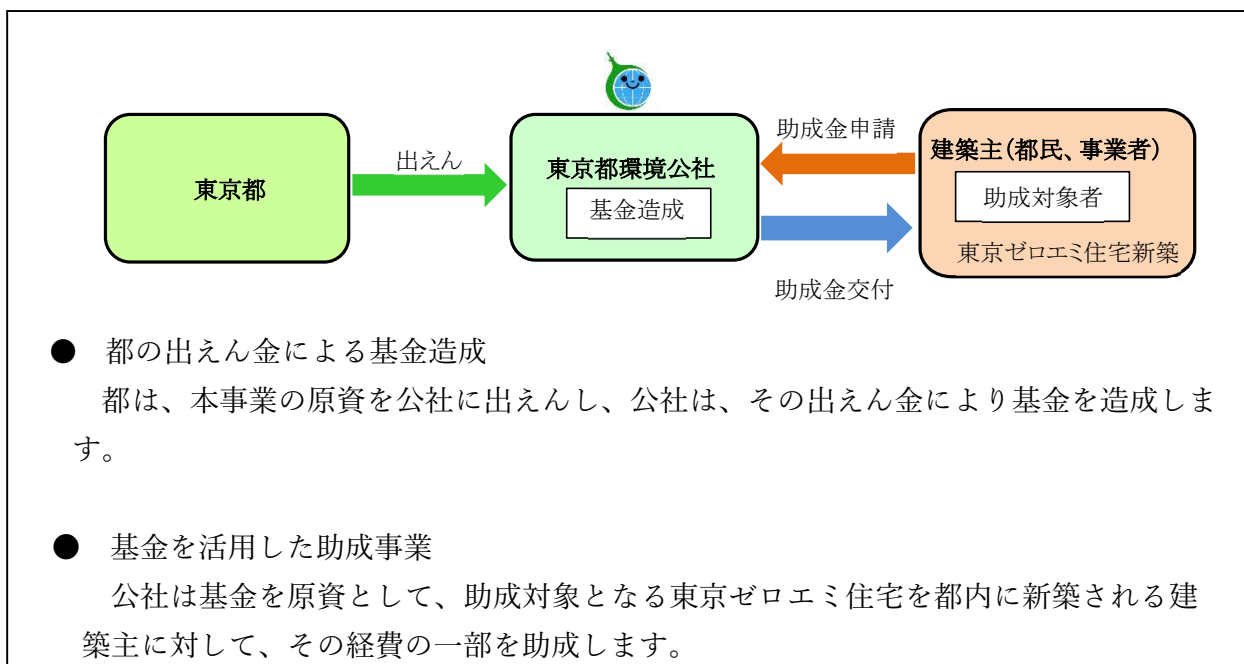 東京都
出えん
東京都環境公社
基金造成
助成金申請
助成金交付
建築主(都民、事業者)
助成対象者
東京ゼロエミ住宅新築
● 都の出えん金による基金造成
都は、本事業の原資を公社に出えんし、公社は、その出えん金により基金を造成しま
す。
● 基金を活用した助成事業
公社は基金を原資として、助成対象となる東京ゼロエミ住宅を都内に新築される建
築主に対して、その経費の一部を助成します。